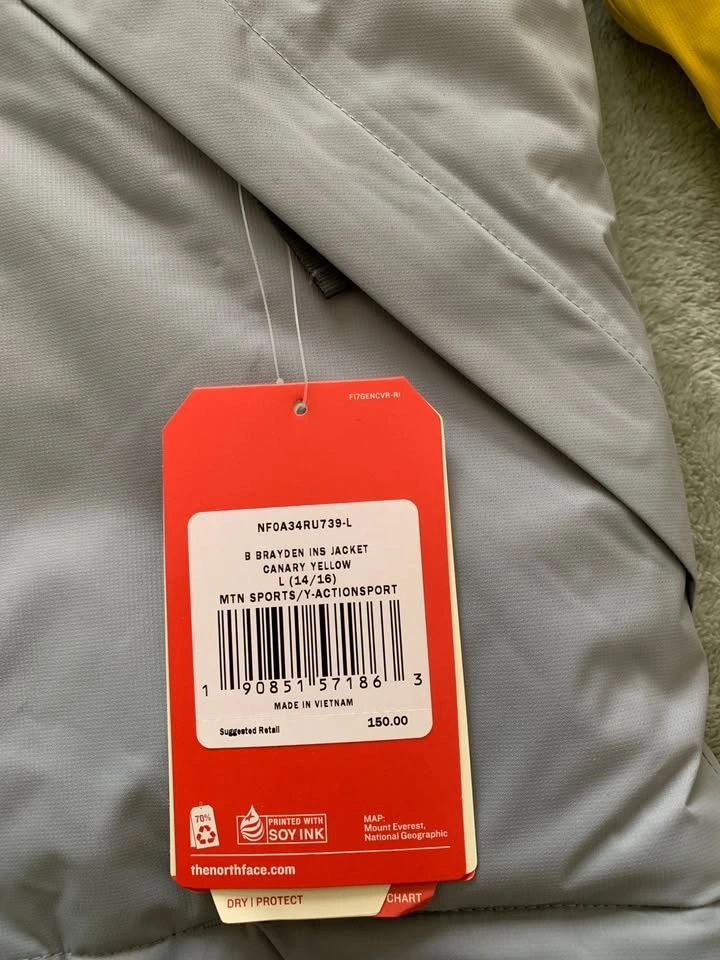 FI7GENCVR-RI
NF0A34RU739-L
B BRAYDEN INS JACKET
CANARY YELLOW
L (14/16)
MTN SPORTS/Y-ACTIONSPORT
1 90851 57186 3
MADE IN VIETNAM
Suggested Retail 150.00
70%
PRINTED WITH
SOY INK
MAP:
Mount Everest,
National Geographic
thenorthface.com
DRY | PROTECT CHART